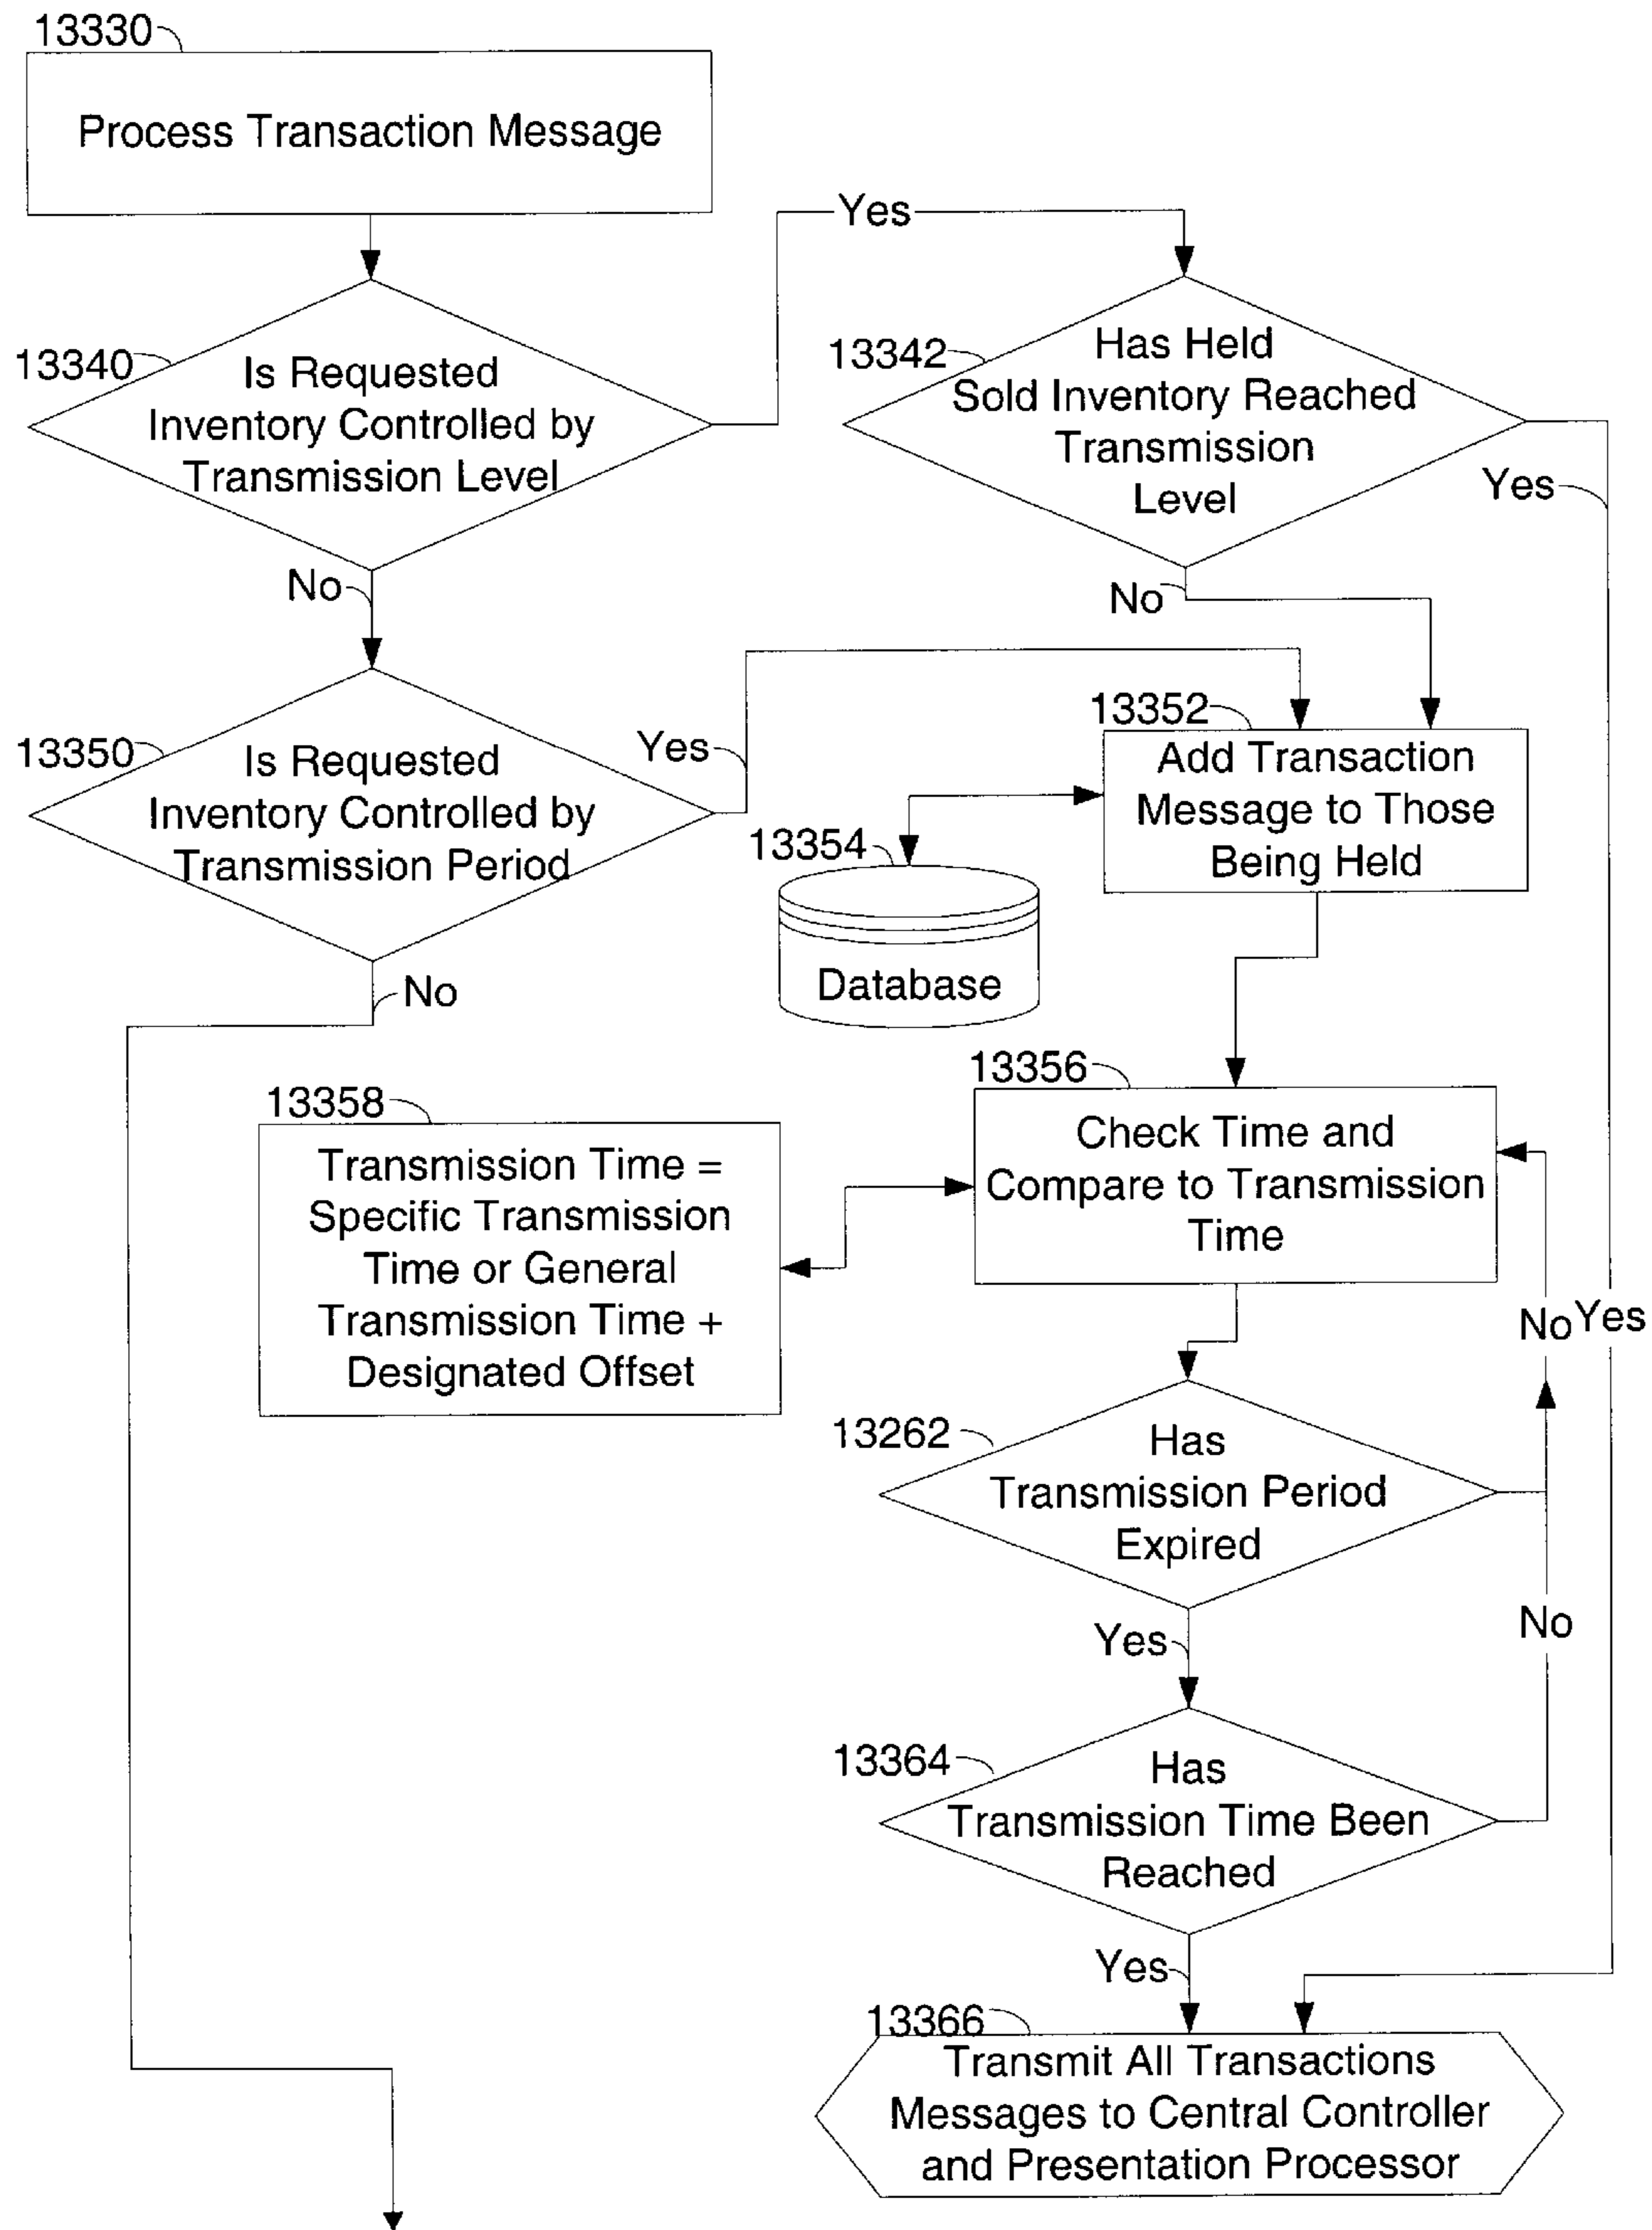 13330
Process Transaction Message
Yes
13340
Is Requested
Inventory Controlled by
Transmission Level
13342
Has Held
Sold Inventory Reached
Transmission
Level
Yes
No
No
13350
Is Requested
Inventory Controlled by
Transmission Period
Yes
13352
Add Transaction
Message to Those
Being Held
13354
Database
No
13356
Check Time and
Compare to Transmission
Time
13358
Transmission Time =
Specific Transmission
Time or General
Transmission Time +
Designated Offset
No
Yes
13262
Has
Transmission Period
Expired
Yes
No
13364
Has
Transmission Time Been
Reached
Yes
13366
Transmit All Transactions
Messages to Central Controller
and Presentation Processor